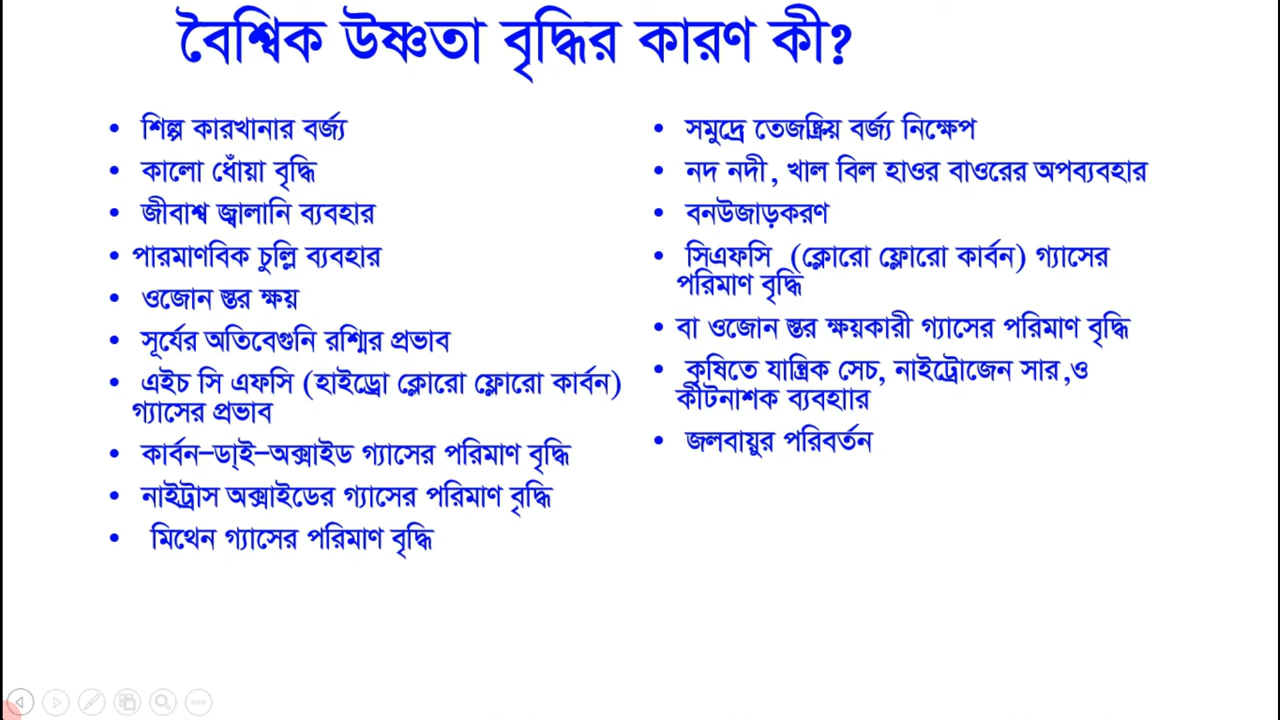 বৈশ্বিক উষ্ণতা বৃদ্ধির কারণ কী?
• শিল্প কারখানার বর্জ্য
• কালো ধোঁয়া বৃদ্ধি
• জীবাশ্ব জ্বালানি ব্যবহার
• পারমাণবিক চুল্লি ব্যবহার
• ওজোন স্তর ক্ষয়
• সূর্যের অতিবেগুনি রশ্মির প্রভাব
• এইচ সি এফসি (হাইড্রো ক্লোরো ফ্লোরো কার্বন)
গ্যাসের প্রভাব
• কার্বন–ডা্ই–অক্সাইড গ্যাসের পরিমাণ বৃদ্ধি
• নাইট্রাস অক্সাইডের গ্যাসের পরিমাণ বৃদ্ধি
• মিথেন গ্যাসের পরিমাণ বৃদ্ধি
• সমুদ্রে তেজষ্ক্রিয় বর্জ্য নিক্ষেপ
• নদ নদী, খাল বিল হাওর বাওরের অপব্যবহার
• বনউজাড়করণ
• সিএফসি (ক্লোরো ফ্লোরো কার্বন) গ্যাসের
পরিমাণ বৃদ্ধি
• বা ওজোন স্তর ক্ষয়কারী গ্যাসের পরিমাণ বৃদ্ধি
• কৃষিতে যান্ত্রিক সেচ, নাইট্রোজেন সার,ও
কীটনাশক ব্যবহাার
• জলবায়ুর পরিবর্তন